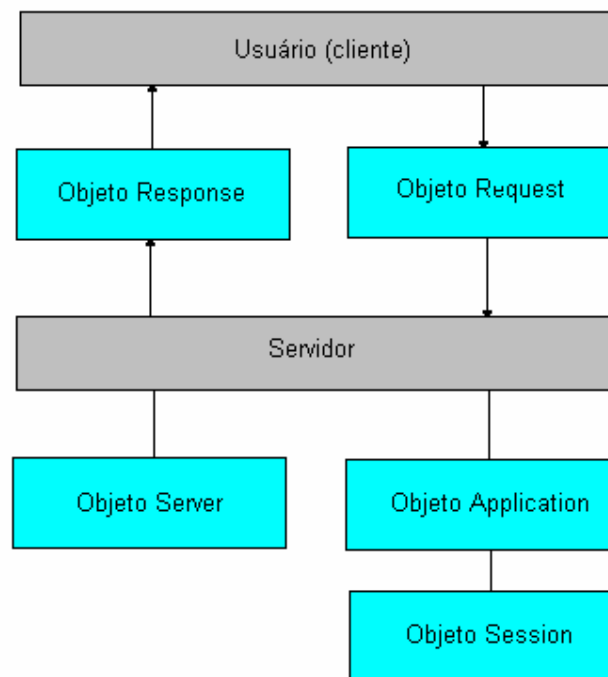 Usuário (cliente)
Objeto Response
Objeto Request
Servidor
Objeto Server
Objeto Application
Objeto Session